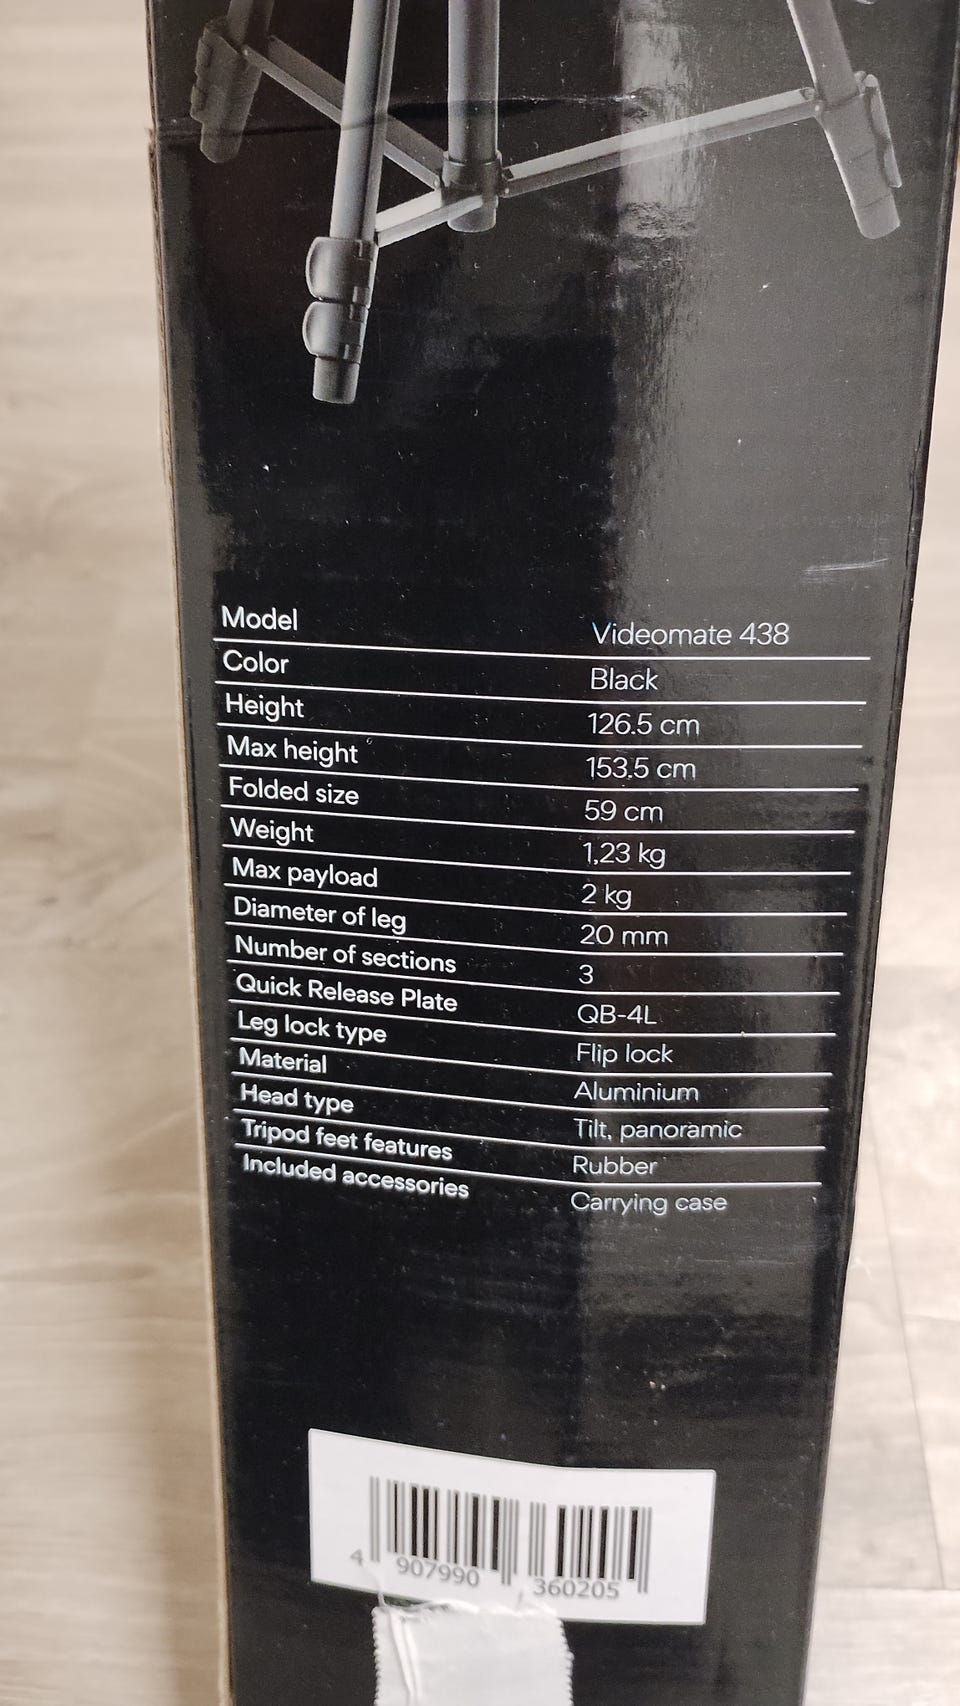 Model Videomate 438
Color Black
Height 126.5 cm
Max height 153.5 cm
Folded size 59 cm
Weight 1,23 kg
Max payload 2 kg
Diameter of leg 20 mm
Number of sections 3
Quick Release Plate QB-4L
Leg lock type Flip lock
Material Aluminium
Head type Tilt, panoramic
Tripod feet features Rubber
Included accessories Carrying case
4 907990 360205